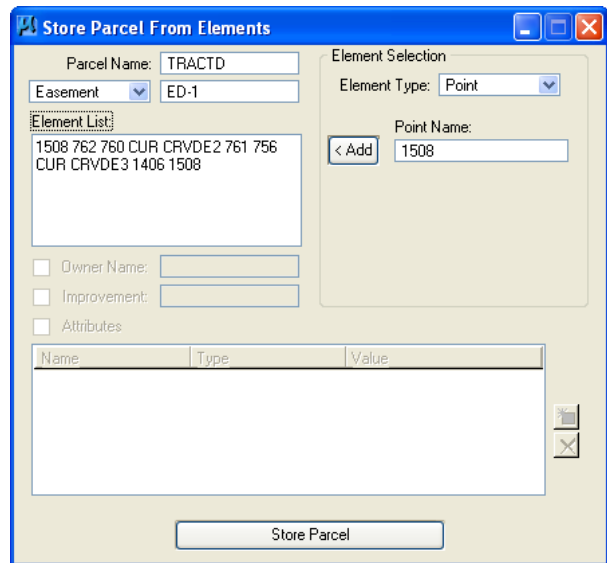 Store Parcel From Elements
Parcel Name: TRACTD
Easement ED-1
Element List:
1508 762 760 CUR CRVDE2 761 756
CUR CRVDE3 1406 1508
Element Selection
Element Type: Point
Point Name:
< Add 1508
Owner Name:
Improvement:
Attributes
Name Type Value
Store Parcel